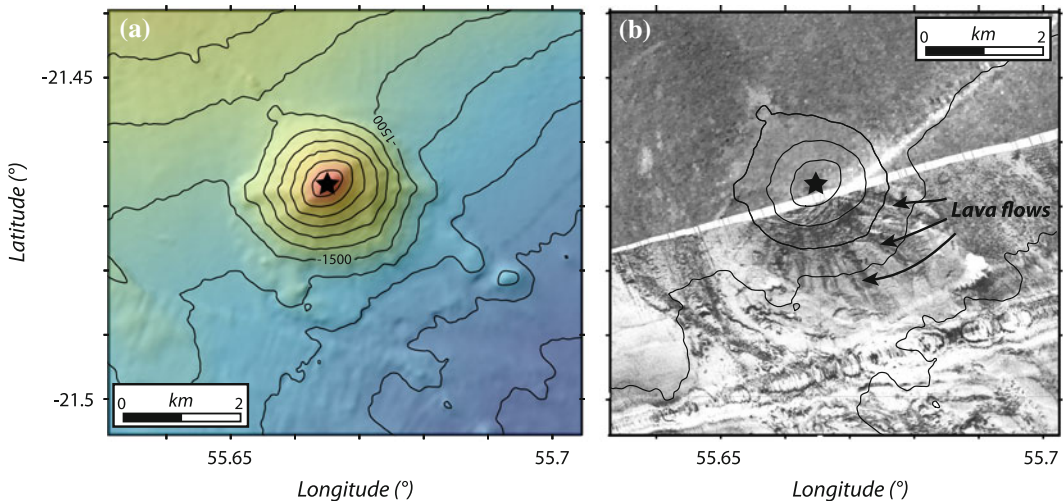 (a)
-1500
-1500
km
0 2
-21.45
-21.5
Latitude (°)
55.65 55.7
Longitude (°)
(b)
km
0 2
Lava flows
55.65 55.7
Longitude (°)